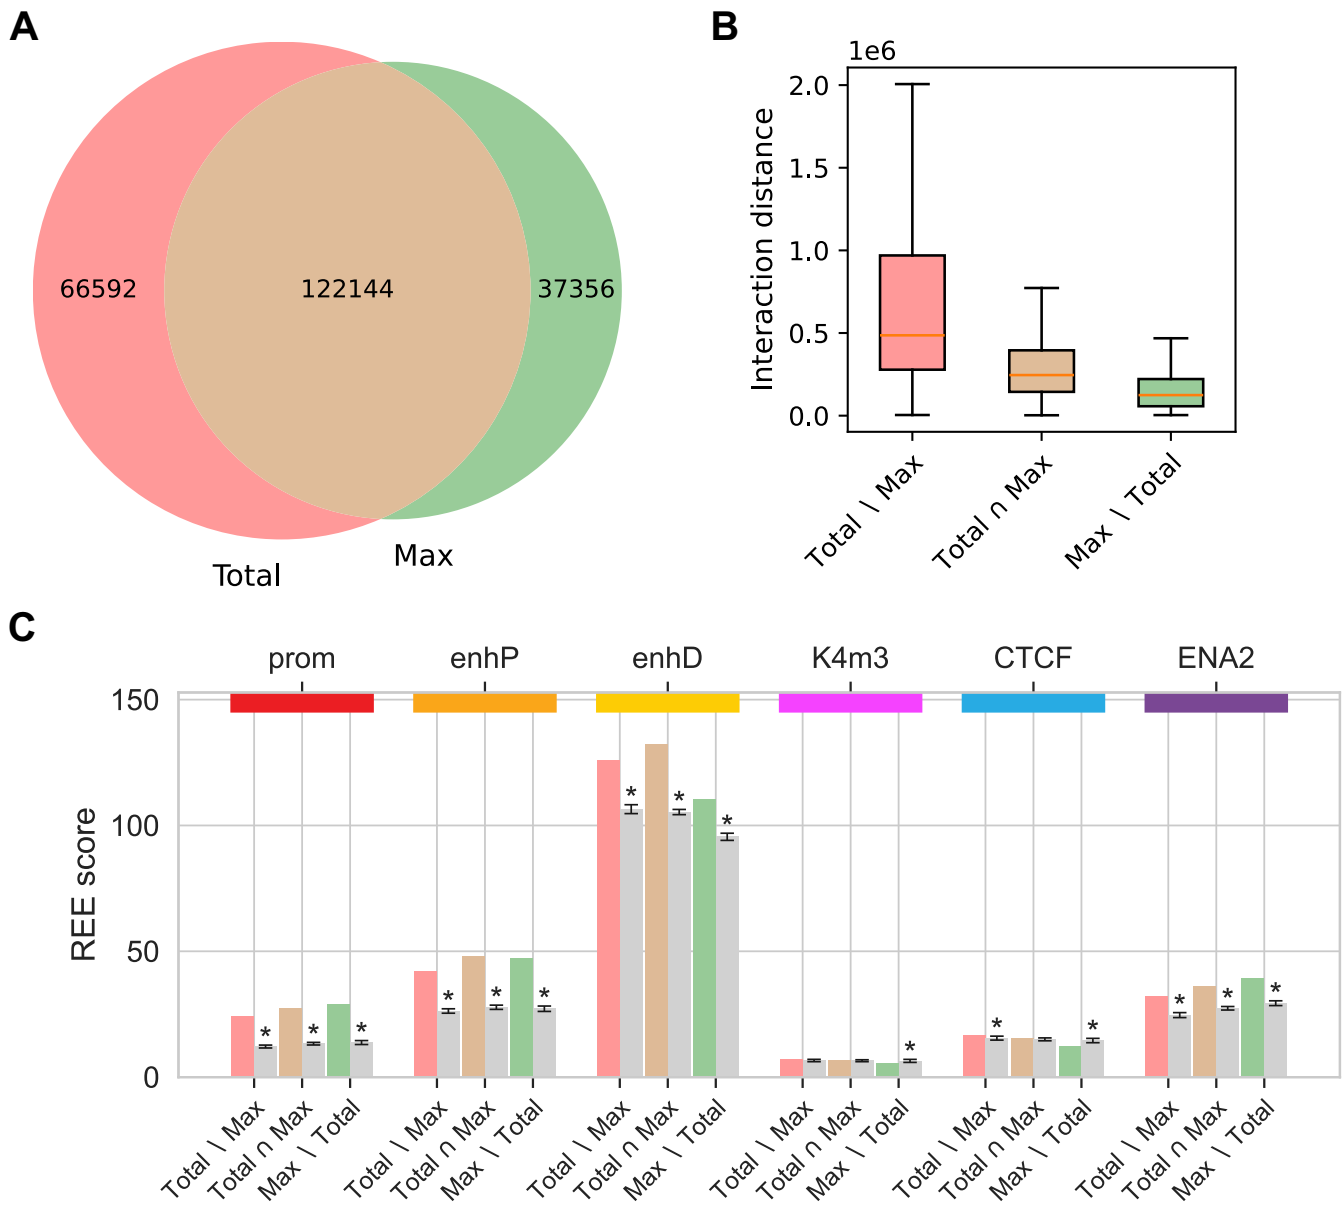 A
66592
122144
37356
Total
Max
B
1e6
2.0
1.5
1.0
0.5
0.0
Interaction distance
Total \ Max
Total ∩ Max
Max \ Total
C
prom
enhP
enhD
K4m3
CTCF
ENA2
150
100
50
0
REE score
* * *
* * *
* * *
*
* *
* * *
Total \ Max
Total ∩ Max
Max \ Total
Total \ Max
Total ∩ Max
Max \ Total
Total \ Max
Total ∩ Max
Max \ Total
Total \ Max
Total ∩ Max
Max \ Total
Total \ Max
Total ∩ Max
Max \ Total
Total \ Max
Total ∩ Max
Max \ Total